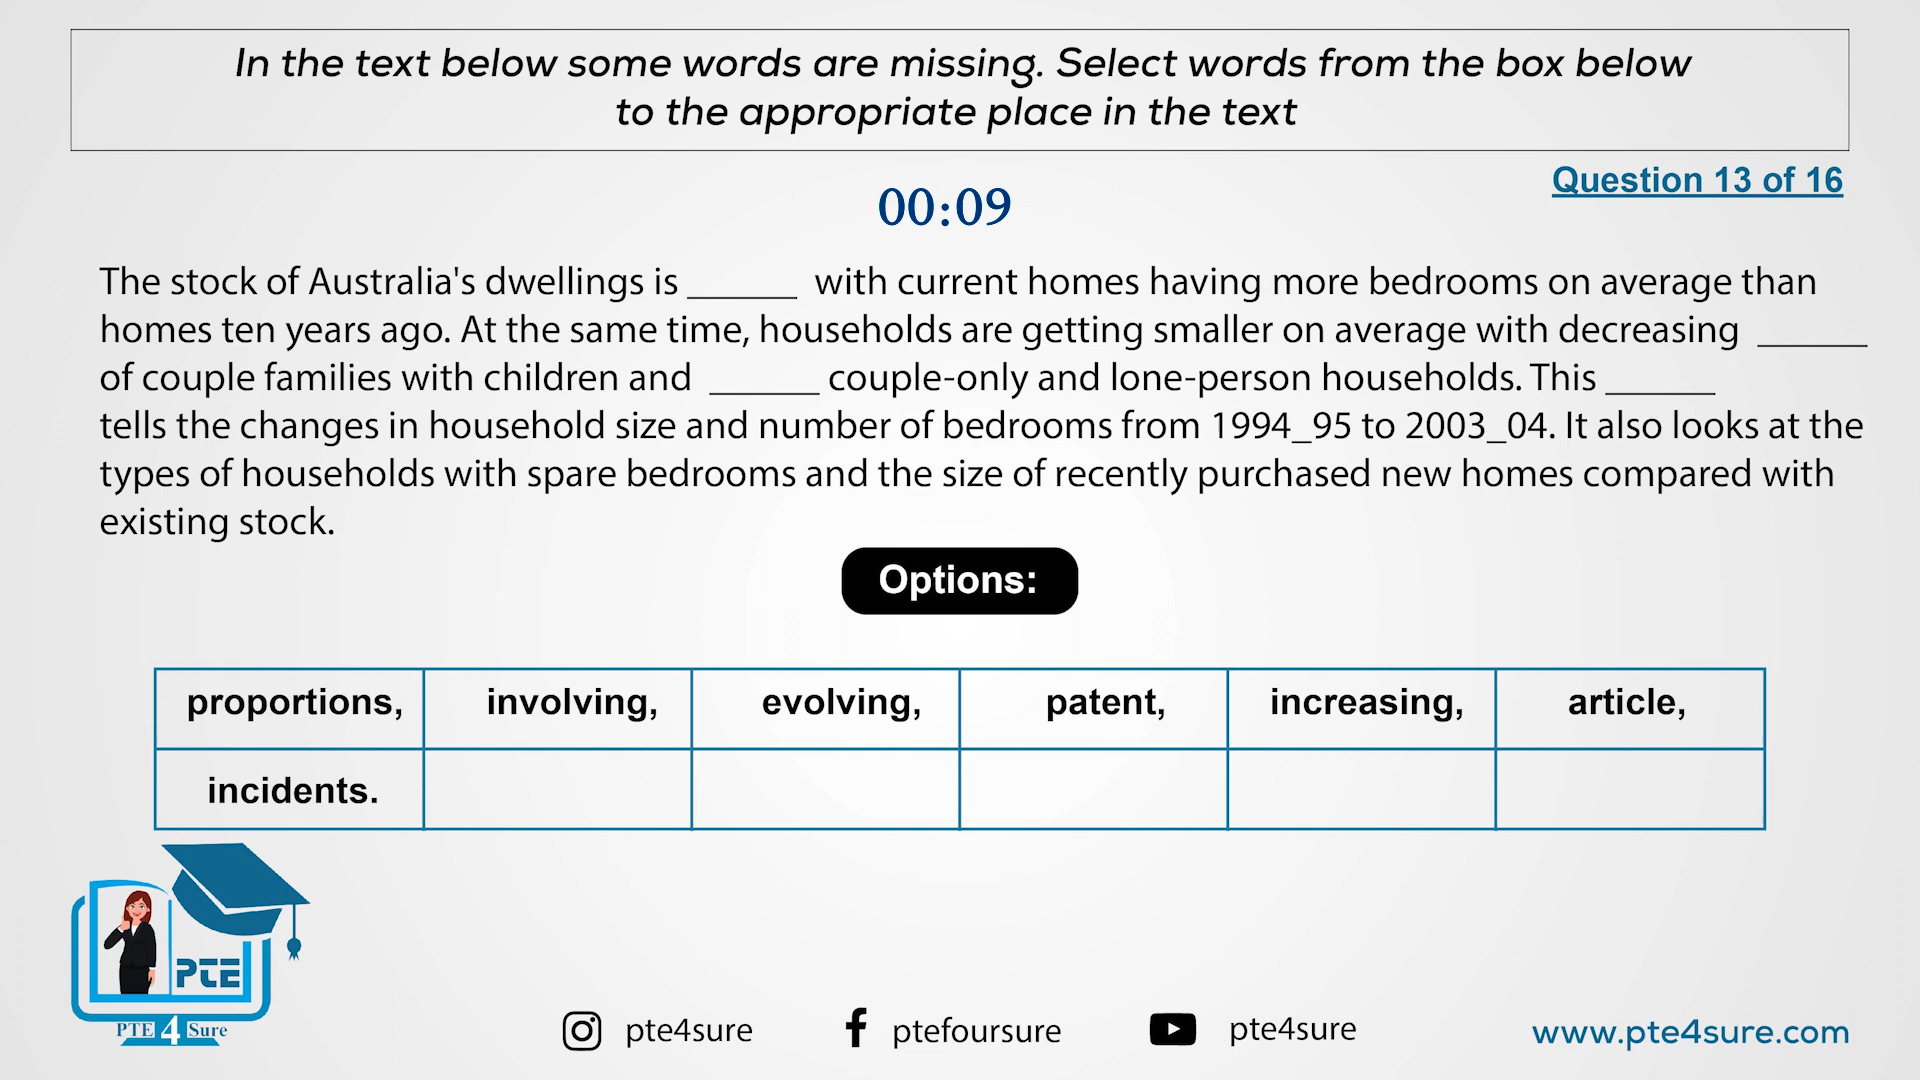 In the text below some words are missing. Select words from the box below
to the appropriate place in the text
Question 13 of 16
00:09
The stock of Australia's dwellings is ______ with current homes having more bedrooms on average than
homes ten years ago. At the same time, households are getting smaller on average with decreasing ______
of couple families with children and ______ couple-only and lone-person households. This ______
tells the changes in household size and number of bedrooms from 1994_95 to 2003_04. It also looks at the
types of households with spare bedrooms and the size of recently purchased new homes compared with
existing stock.
Options:
proportions, involving, evolving, patent, increasing, article,
incidents.
PTE
PTE 4 Sure
pte4sure ptefoursure pte4sure www.pte4sure.com